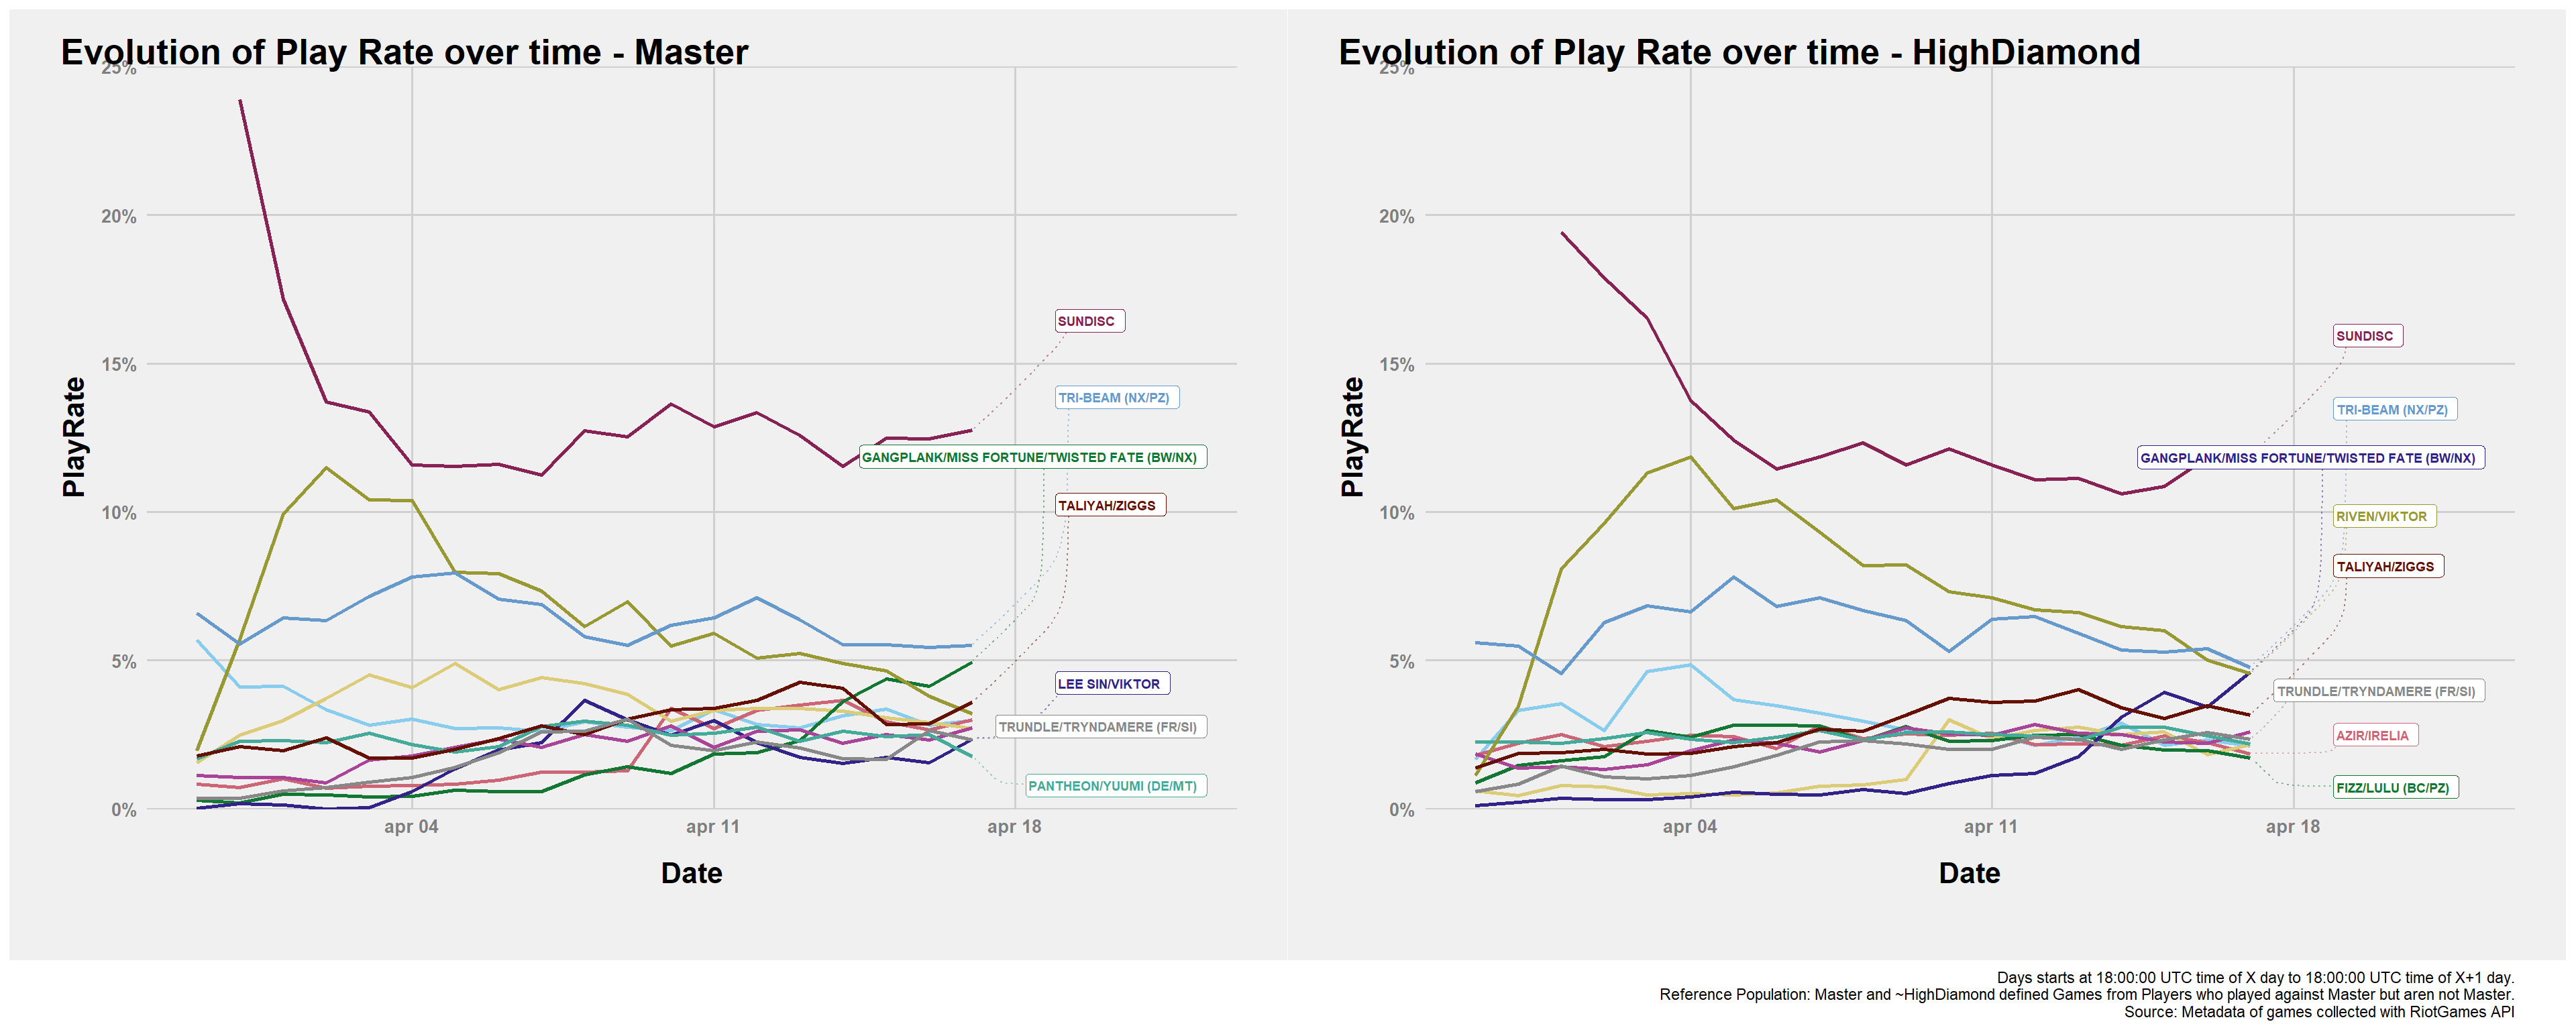 Evolution of Play Rate over time - Master
25%
20%
15%
10%
5%
0%
PlayRate
apr 04
apr 11
apr 18
Date
SUNDISC
TRI-BEAM (NX/PZ)
GANGPLANK/MISS FORTUNE/TWISTED FATE (BW/NX)
TALIYAH/ZIGGS
LEE SIN/VIKTOR
TRUNDLE/TRYNDAMERE (FR/SI)
PANTHEON/YUUMI (DE/MT)
Evolution of Play Rate over time - HighDiamond
25%
20%
15%
10%
5%
0%
PlayRate
apr 04
apr 11
apr 18
Date
SUNDISC
TRI-BEAM (NX/PZ)
GANGPLANK/MISS FORTUNE/TWISTED FATE (BW/NX)
RIVEN/VIKTOR
TALIYAH/ZIGGS
TRUNDLE/TRYNDAMERE (FR/SI)
AZIR/IRELIA
FIZZ/LULU (BC/PZ)
Days starts at 18:00:00 UTC time of X day to 18:00:00 UTC time of X+1 day.
Reference Population: Master and ~HighDiamond defined Games from Players who played against Master but aren not Master.
Source: Metadata of games collected with RiotGames API